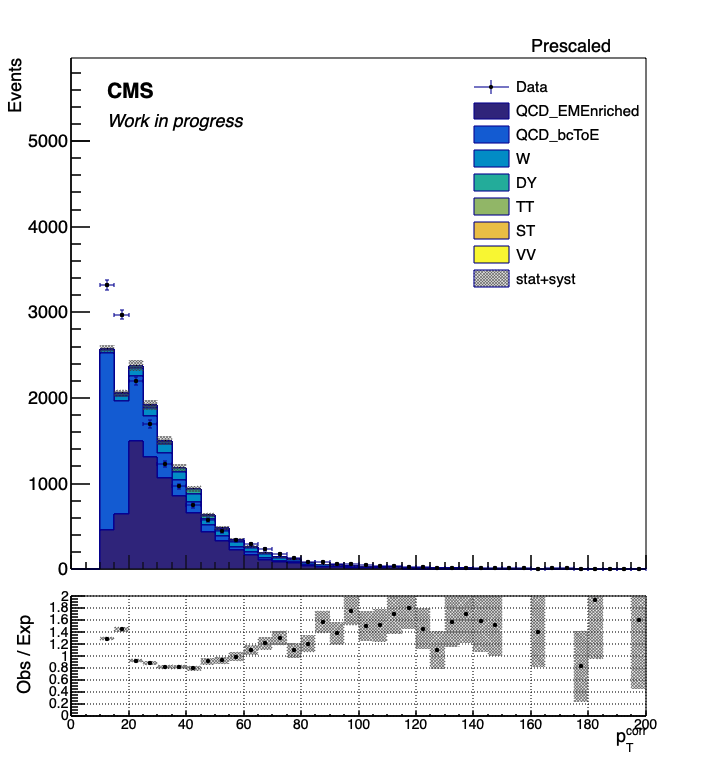 Prescaled
Events
CMS
Work in progress
Data
QCD_EMEnriched
QCD_bcToE
W
DY
TT
ST
VV
stat+syst
5000
4000
3000
2000
1000
0
Obs / Exp
2
1.8
1.6
1.4
1.2
1
0.8
0.6
0.4
0.2
0
0 20 40 60 80 100 120 140 160 180 200
p_T^corr